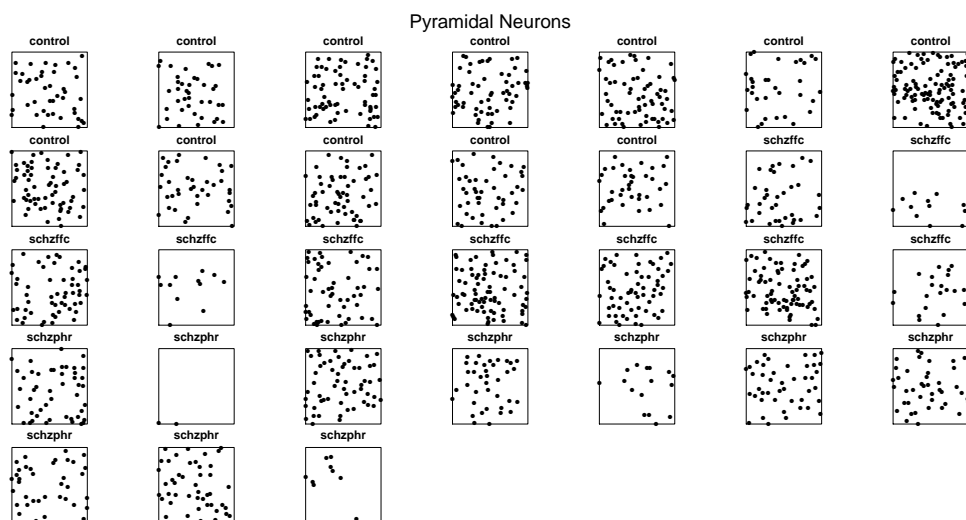 Pyramidal Neurons
control control control control control control control
control control control control control schzffc schzffc
schzffc schzffc schzffc schzffc schzffc schzffc schzffc
schzphr schzphr schzphr schzphr schzphr schzphr schzphr
schzphr schzphr schzphr